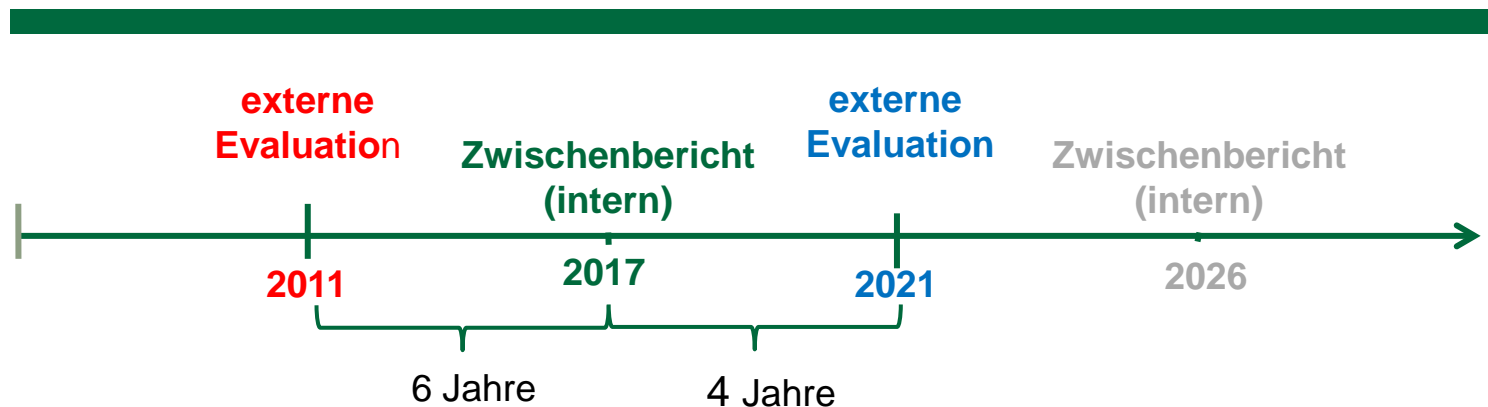 externe
Evaluation
Zwischenbericht
(intern)
externe
Evaluation
Zwischenbericht
(intern)
2011
2017
2021
2026
6 Jahre
4 Jahre